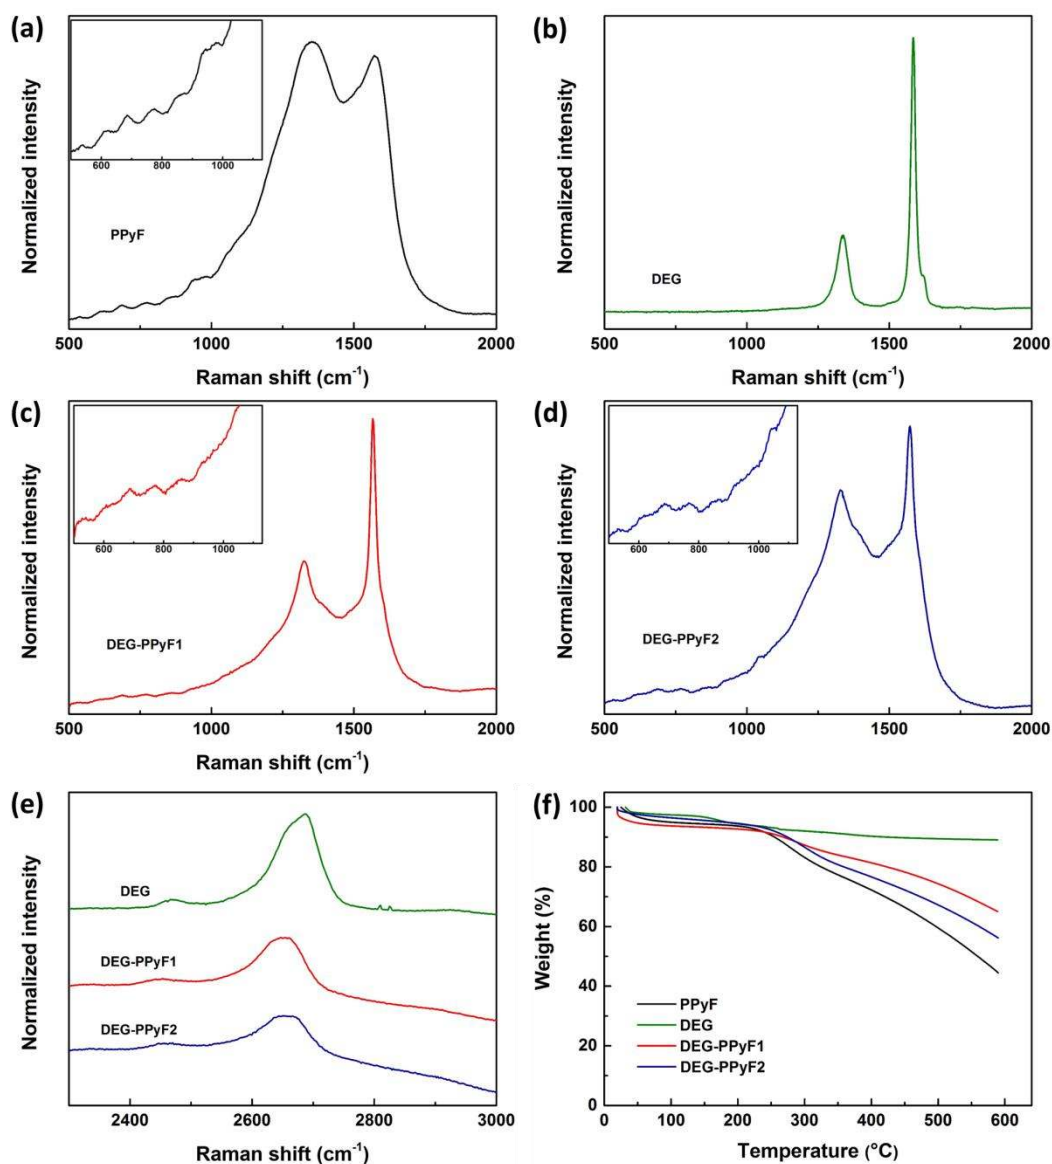 (a)
Normalized intensity
600 800 1000
PPyF
500 1000 1500 2000
Raman shift (cm⁻¹)
(b)
Normalized intensity
DEG
500 1000 1500 2000
Raman shift (cm⁻¹)
(c)
Normalized intensity
600 800 1000
DEG-PPyF1
500 1000 1500 2000
Raman shift (cm⁻¹)
(d)
Normalized intensity
600 800 1000
DEG-PPyF2
500 1000 1500 2000
Raman shift (cm⁻¹)
(e)
Normalized intensity
DEG
DEG-PPyF1
DEG-PPyF2
2400 2600 2800 3000
Raman shift (cm⁻¹)
(f)
Weight (%)
100
80
60
40
20
0
PPyF
DEG
DEG-PPyF1
DEG-PPyF2
0 100 200 300 400 500 600
Temperature (°C)